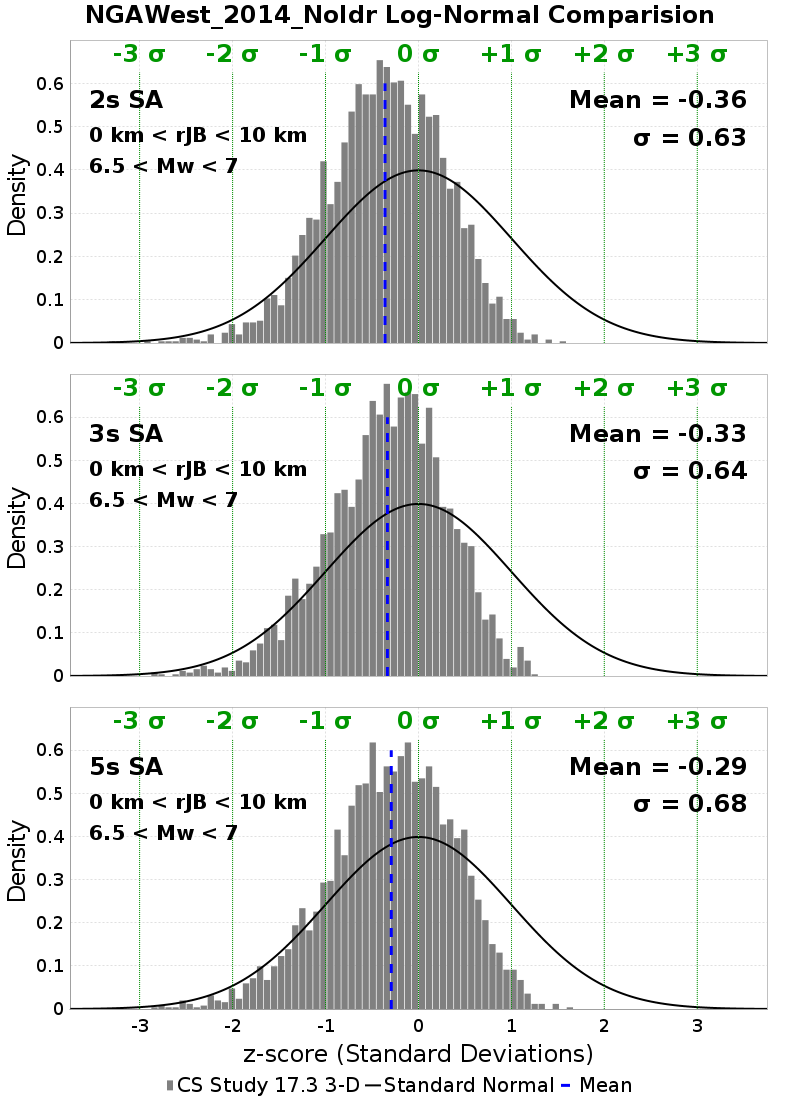 NGAWest_2014_NoIdr Log-Normal Comparision
-3 σ -2 σ -1 σ 0 σ +1 σ +2 σ +3 σ
2s SA Mean = -0.36
0 km < rJB < 10 km σ = 0.63
6.5 < Mw < 7
0.6
0.5
0.4
0.3
0.2
0.1
0
Density
-3 σ -2 σ -1 σ 0 σ +1 σ +2 σ +3 σ
3s SA Mean = -0.33
0 km < rJB < 10 km σ = 0.64
6.5 < Mw < 7
0.6
0.5
0.4
0.3
0.2
0.1
0
Density
-3 σ -2 σ -1 σ 0 σ +1 σ +2 σ +3 σ
5s SA Mean = -0.29
0 km < rJB < 10 km σ = 0.68
6.5 < Mw < 7
0.6
0.5
0.4
0.3
0.2
0.1
0
Density
-3 -2 -1 0 1 2 3
z-score (Standard Deviations)
CS Study 17.3 3-D Standard Normal Mean